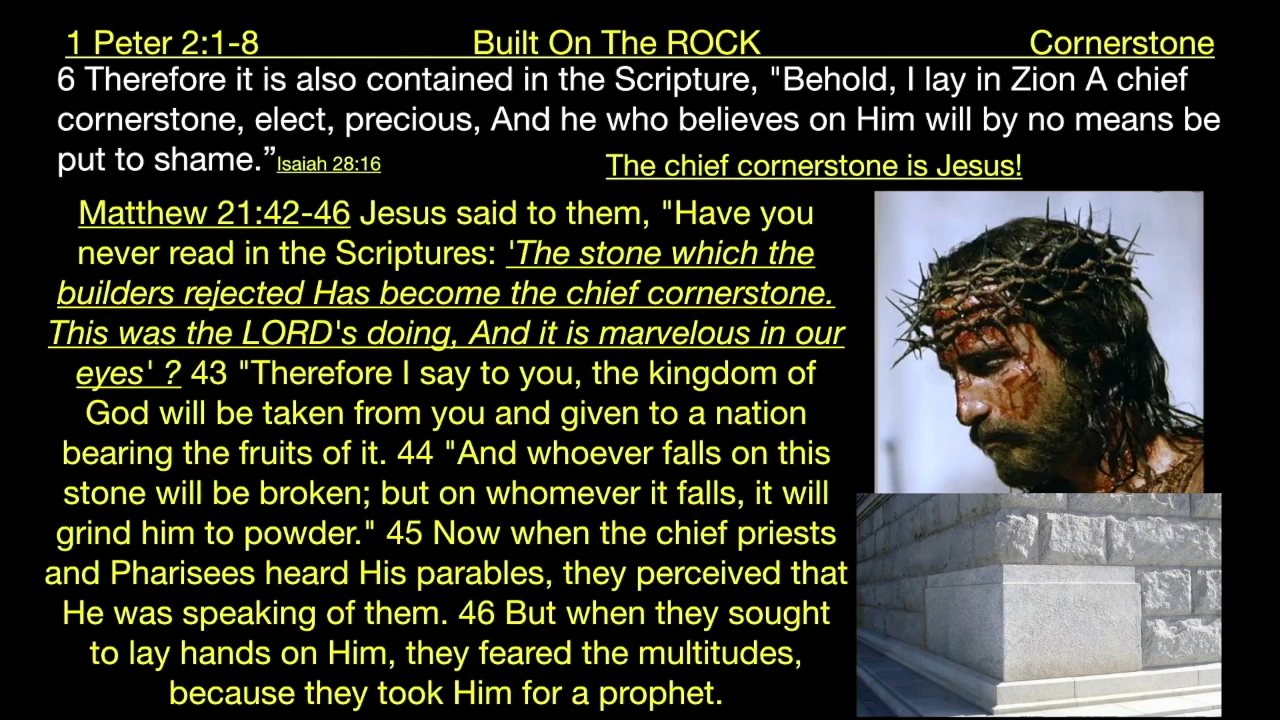 1 Peter 2:1-8 Built On The ROCK Cornerstone
6 Therefore it is also contained in the Scripture, "Behold, I lay in Zion A chief
cornerstone, elect, precious, And he who believes on Him will by no means be
put to shame.” Isaiah 28:16
The chief cornerstone is Jesus!
Matthew 21:42-46 Jesus said to them, "Have you
never read in the Scriptures: 'The stone which the
builders rejected Has become the chief cornerstone.
This was the LORD's doing, And it is marvelous in our
eyes' ? 43 "Therefore I say to you, the kingdom of
God will be taken from you and given to a nation
bearing the fruits of it. 44 "And whoever falls on this
stone will be broken; but on whomever it falls, it will
grind him to powder." 45 Now when the chief priests
and Pharisees heard His parables, they perceived that
He was speaking of them. 46 But when they sought
to lay hands on Him, they feared the multitudes,
because they took Him for a prophet.